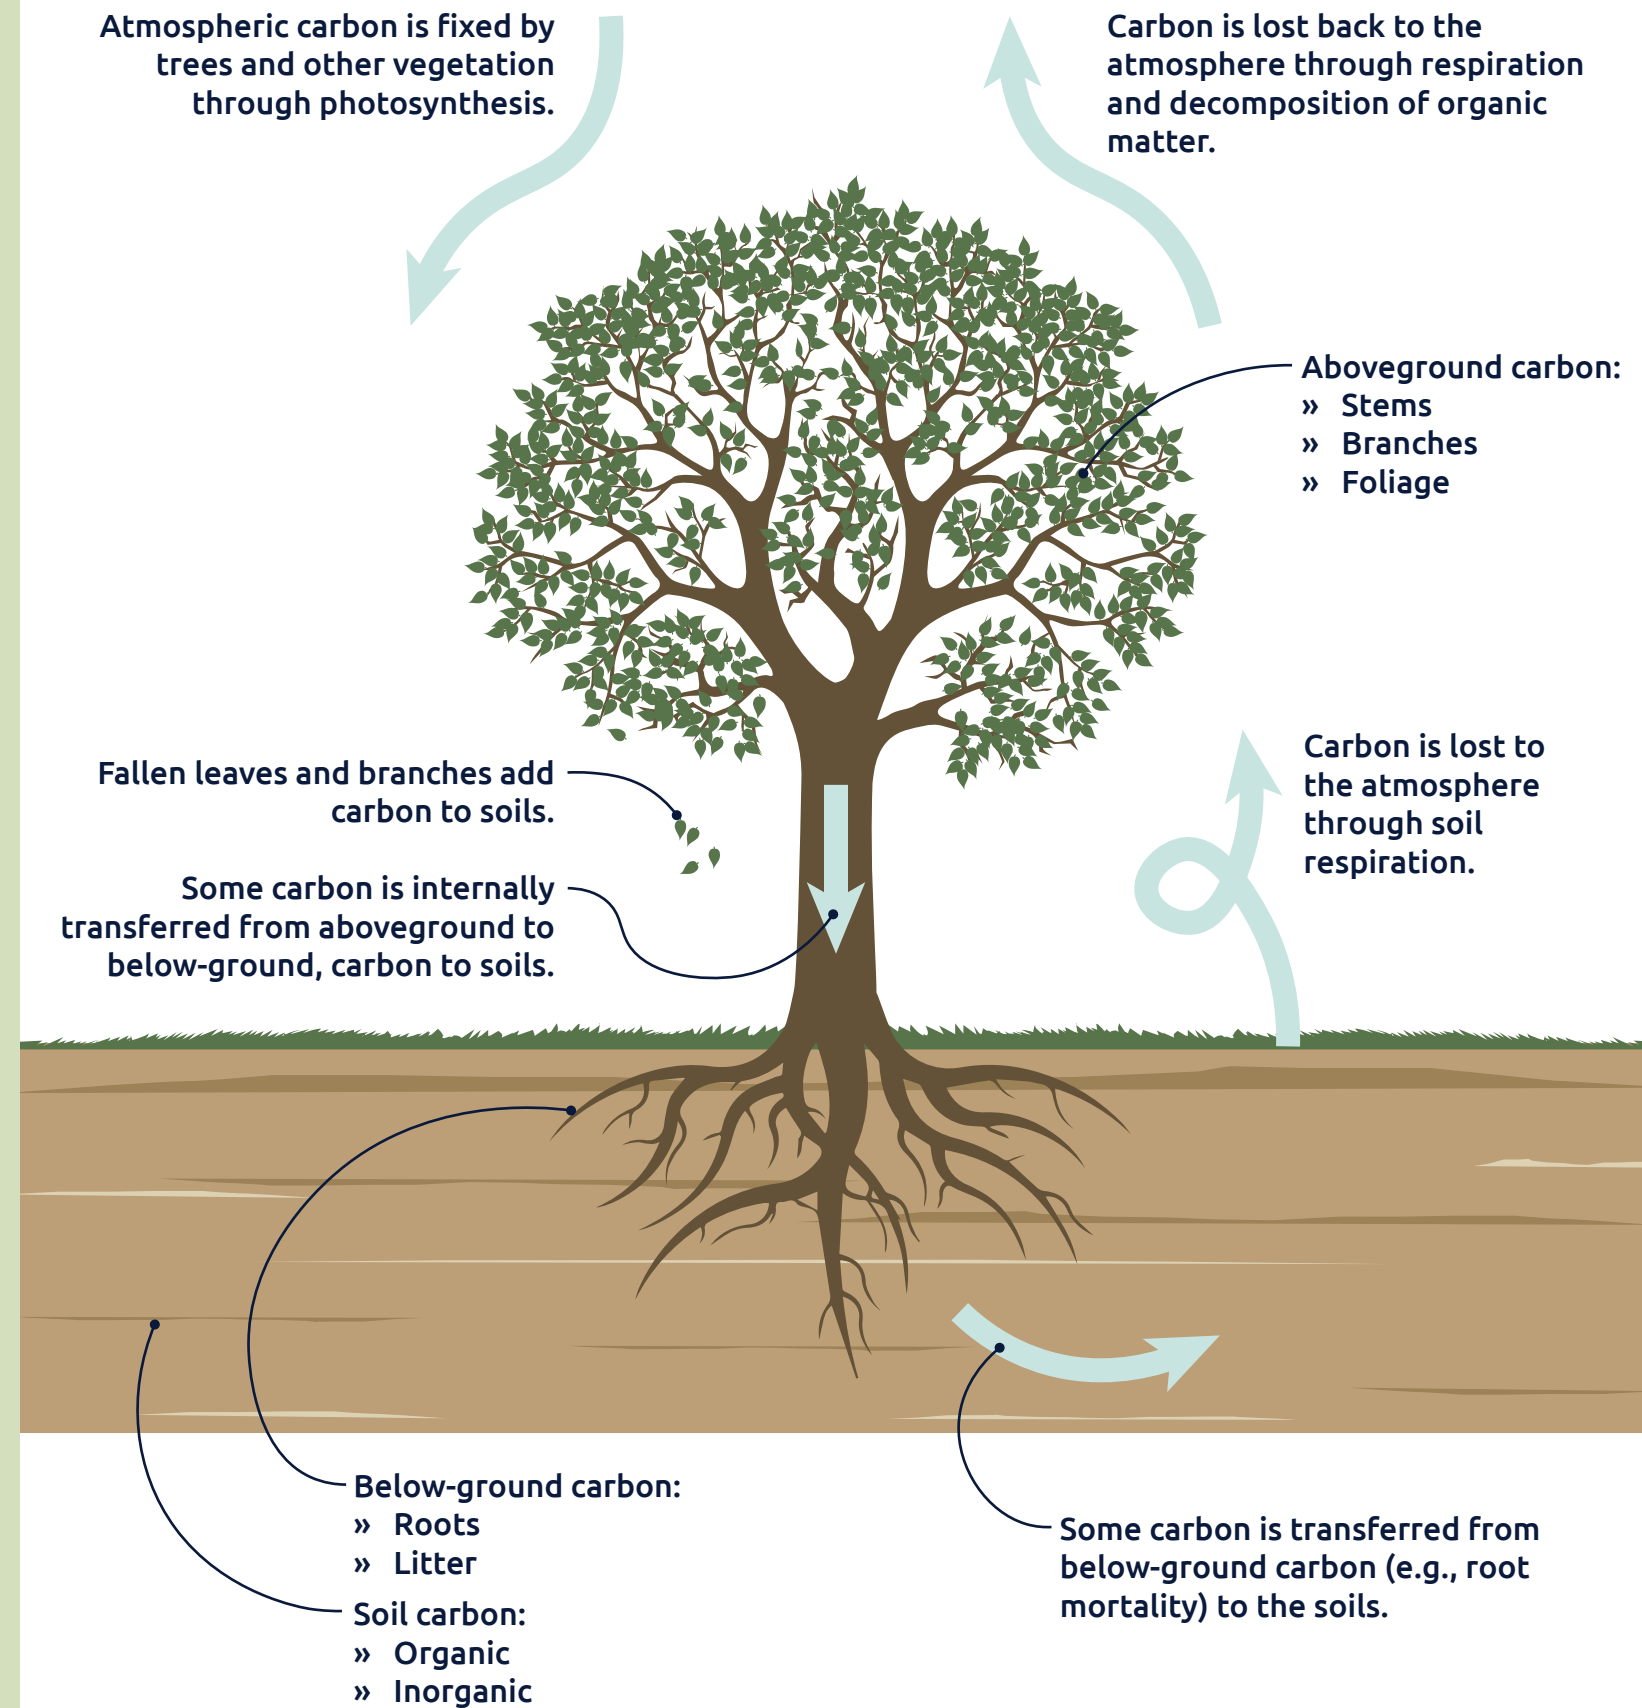 Atmospheric carbon is fixed by
trees and other vegetation
through photosynthesis.
Carbon is lost back to the
atmosphere through respiration
and decomposition of organic
matter.
Aboveground carbon:
» Stems
» Branches
» Foliage
Fallen leaves and branches add
carbon to soils.
Carbon is lost to
the atmosphere
through soil
respiration.
Some carbon is internally
transferred from aboveground to
below-ground, carbon to soils.
Below-ground carbon:
» Roots
» Litter
Soil carbon:
» Organic
» Inorganic
Some carbon is transferred from
below-ground carbon (e.g., root
mortality) to the soils.